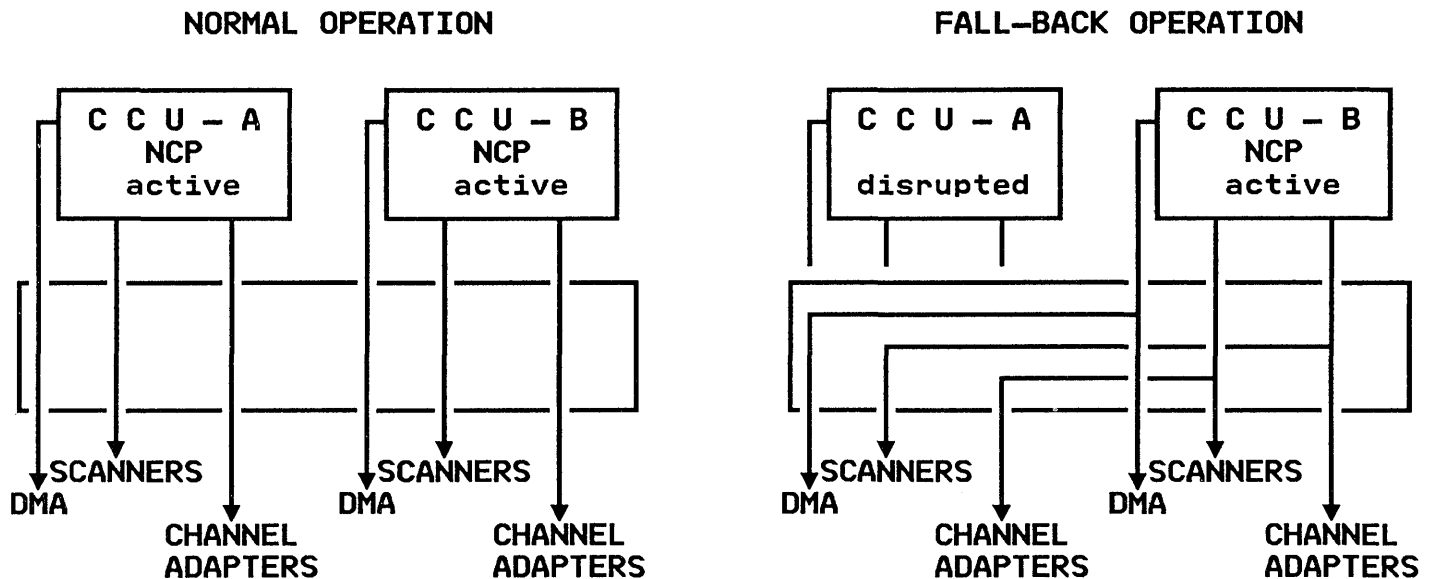 NORMAL OPERATION
FALL—BACK OPERATION
C C U — A
NCP
active
C C U — B
NCP
active
C C U — A
disrupted
C C U — B
NCP
active
SCANNERS
DMA
CHANNEL
ADAPTERS
SCANNERS
DMA
CHANNEL
ADAPTERS
SCANNERS
DMA
CHANNEL
ADAPTERS
SCANNERS
DMA
CHANNEL
ADAPTERS